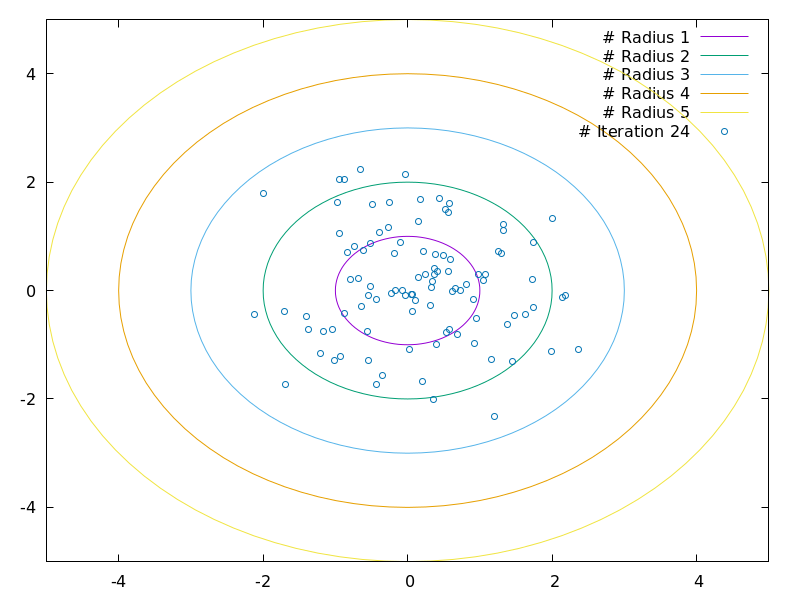 # Radius 1
# Radius 2
# Radius 3
# Radius 4
# Radius 5
# Iteration 24
4
2
0
-2
-4
-4 -2 0 2 4